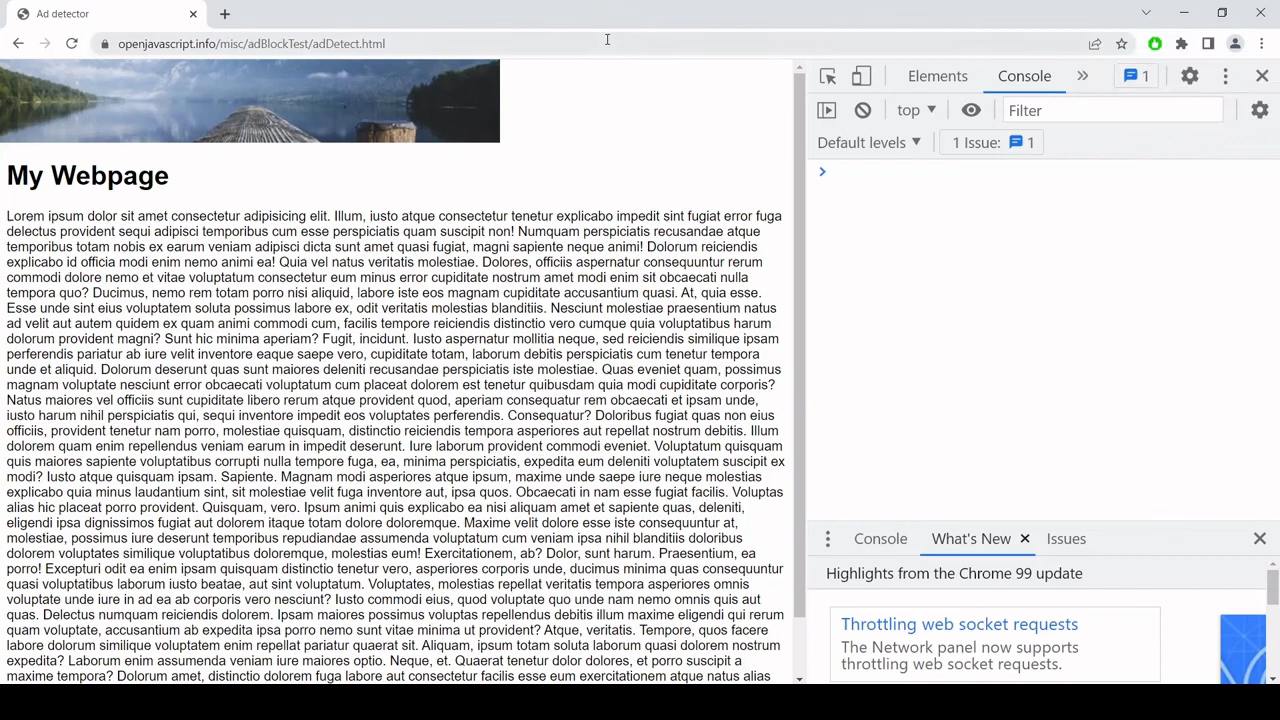 Ad detector
openjavascript.info/misc/adBlockTest/adDetect.html
My Webpage
Lorem ipsum dolor sit amet consectetur adipisicing elit. Illum, iusto atque consectetur tenetur explicabo impedit sint fugiat error fuga
delectus provident sequi adipisci temporibus cum esse perspiciatis quam suscipit non! Numquam perspiciatis recusandae atque
temporibus totam nobis ex earum veniam adipisci dicta sunt amet quasi fugiat, magni sapiente neque animi! Dolorum reiciendis
explicabo id officia modi enim nemo animi ea! Quia vel natus veritatis molestiae. Dolores, officiis aspernatur consequuntur rerum
commodi dolore nemo et vitae voluptatum consectetur eum minus error cupiditate nostrum amet modi enim sit obcaecati nulla
tempora quo? Ducimus, nemo rem totam porro nisi aliquid, labore iste eos magnam cupiditate accusantium quasi. At, quia esse.
Esse unde sint eius voluptatem soluta possimus labore ex, odit veritatis molestias blanditiis. Nesciunt molestiae praesentium natus
ad velit aut autem quidem ex quam animi commodi cum, facilis tempore reiciendis distinctio vero cumque quia voluptatibus harum
dolorum provident magni? Sunt hic minima aperiam? Fugit, incidunt. Iusto aspernatur mollitia neque, sed reiciendis similique ipsam
perferendis pariatur ab iure velit inventore eaque saepe vero, cupiditate totam, laborum debitis perspiciatis cum tenetur tempora
unde et aliquid. Dolorum deserunt quas sunt maiores deleniti recusandae perspiciatis iste molestiae. Quas eveniet quam, possimus
magnam voluptate nesciunt error obcaecati voluptatum cum placeat dolorem est tenetur quibusdam quia modi cupiditate corporis?
Natus maiores vel officiis sunt cupiditate libero rerum atque provident quod, aperiam consequatur rem obcaecati et ipsam unde,
iusto harum nihil perspiciatis qui, sequi inventore impedit eos voluptates perferendis. Consequatur? Doloribus fugiat quas non eius
officiis, provident tenetur nam porro, molestiae quisquam, distinctio reiciendis tempora asperiores aut repellat nostrum debitis. Illum
dolorem quam enim repellendus veniam earum in impedit deserunt. Iure laborum provident commodi eveniet. Voluptatum quisquam
quis maiores sapiente voluptatibus corrupti nulla tempore fuga, ea, minima perspiciatis, expedita eum deleniti voluptatem suscipit ex
modi? Iusto atque quisquam ipsam. Sapiente. Magnam modi asperiores atque ipsum, maxime unde saepe iure neque molestias
explicabo quia minus laudantium sint, sit molestiae velit fuga inventore aut, ipsa quos. Obcaecati in nam esse fugiat facilis. Voluptas
alias hic placeat porro provident. Quisquam, vero. Ipsum animi quis explicabo ea nisi aliquam amet et sapiente quas, deleniti,
eligendi ipsa dignissimos fugiat aut dolorem itaque totam dolore doloremque. Maxime velit dolore esse iste consequuntur at,
molestiae, possimus iure deserunt temporibus repudiandae assumenda voluptatum cum veniam ipsa nihil blanditiis doloribus
dolorem voluptates similique voluptatibus doloremque, molestias eum! Exercitationem, ab? Dolor, sunt harum. Praesentium, ea
porro! Excepturi odit ea enim ipsam quisquam distinctio tenetur vero, asperiores corporis unde, ducimus minima quas consequuntur
quasi voluptatibus laborum iusto beatae, aut sint voluptatum. Voluptates, molestias repellat veritatis tempora asperiores omnis
voluptate unde iure in ad ea ab corporis vero nesciunt? Iusto commodi eius, quod voluptate quo unde nam nemo omnis quis aut
quas. Delectus numquam reiciendis dolorem. Ipsam maiores possimus voluptas repellendus debitis illum maxime eligendi qui rerum
quam voluptate, accusantium ab expedita ipsa porro nemo sunt vitae minima ut provident? Atque, veritatis. Tempore, quos facere
labore dolorum similique voluptatem enim repellat pariatur quaerat sit. Aliquam, ipsum totam soluta laborum quasi dolorem nostrum
expedita? Laborum enim assumenda veniam iure maiores optio. Neque, et. Quaerat tenetur dolor dolores, et porro suscipit a
maxime tempora? Dolorum amet, distinctio dolorem fuga labore aut consectetur facilis esse eum exercitationem atque natus alias
Elements
Console
1
top
Filter
Default levels
1 Issue:
1
Console
What's New
Issues
Highlights from the Chrome 99 update
Throttling web socket requests
The Network panel now supports
throttling web socket requests.